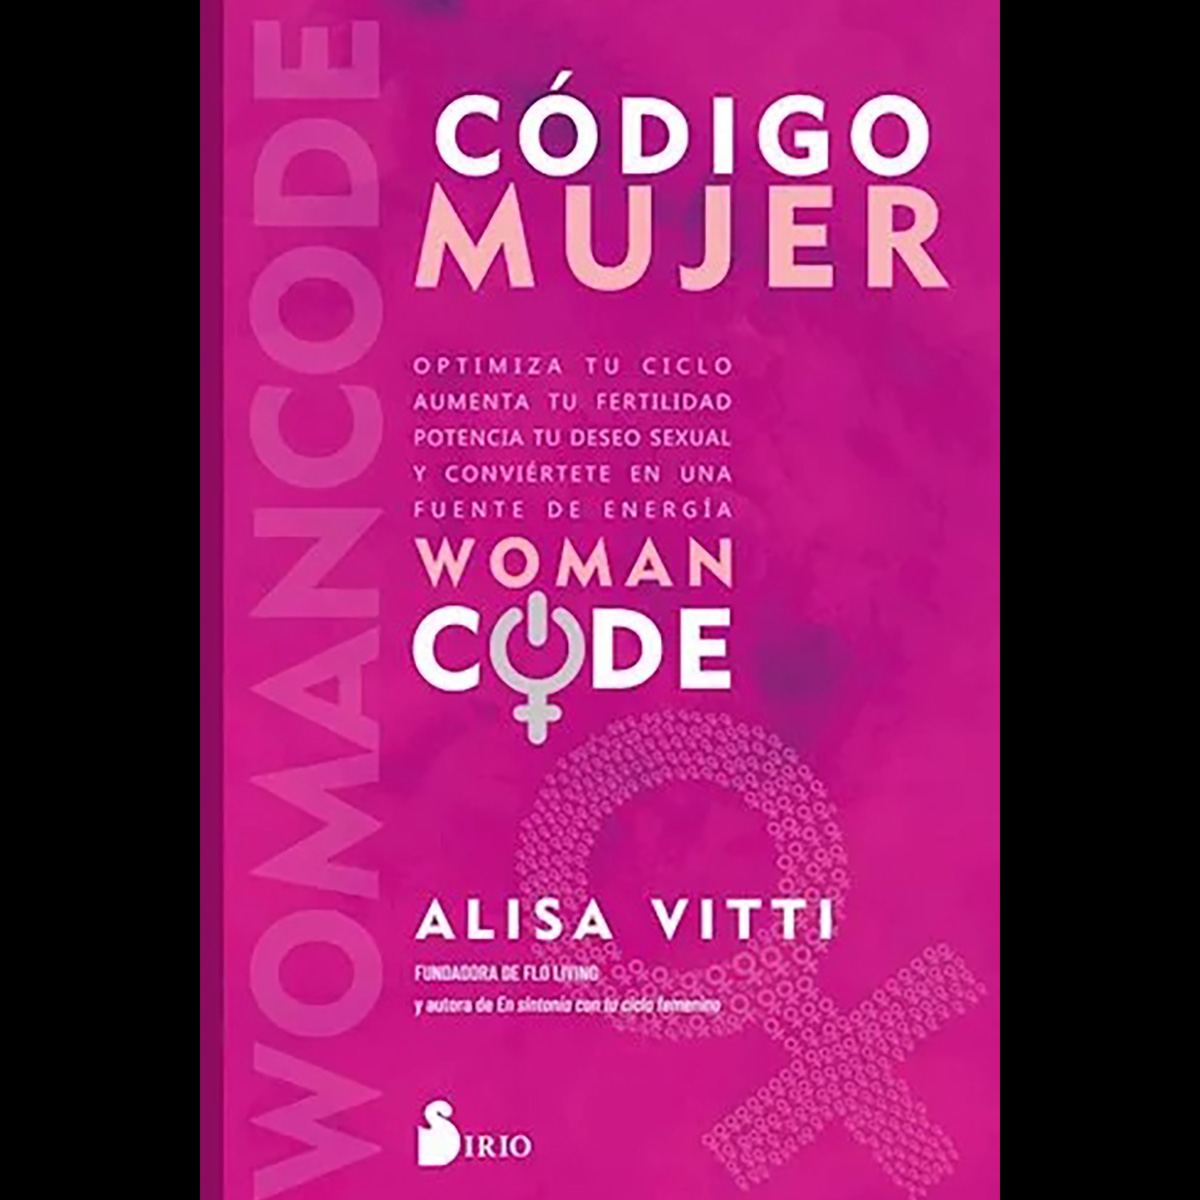 WOMANCODE
CÓDIGO
MUJER
OPTIMIZA TU CICLO
AUMENTA TU FERTILIDAD
POTENCIA TU DESEO SEXUAL
Y CONVIÉRTETE EN UNA
FUENTE DE ENERGÍA
WOMAN
CODE
ALISA VITTI
FUNDADORA DE FLO LIVING
y autora de En sintonía con tu ciclo femenino
SIRIO